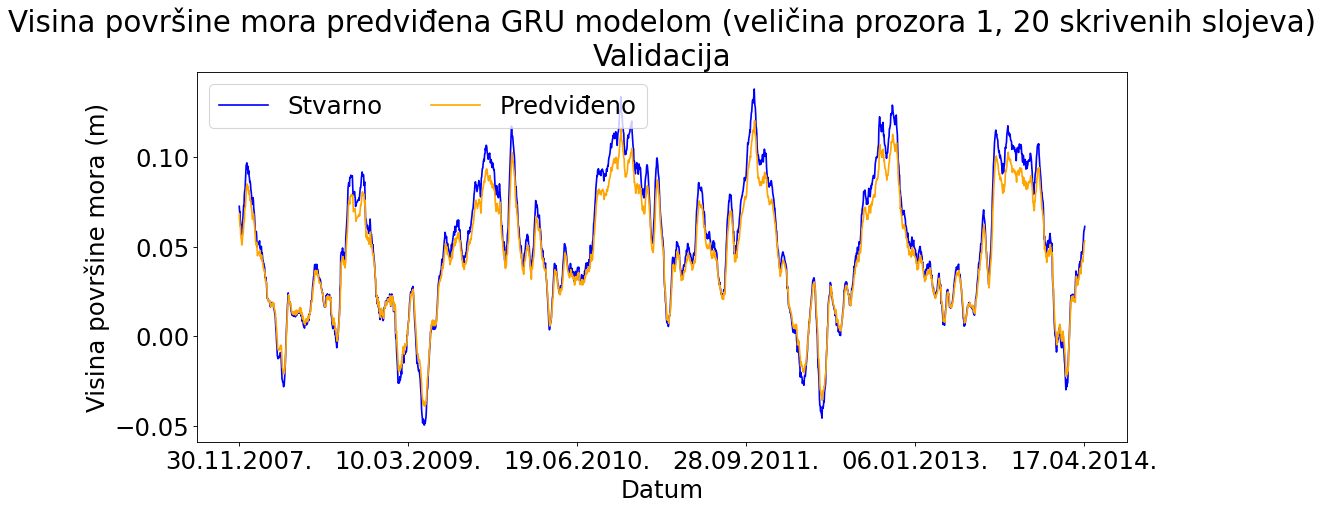 Visina površine mora predviđena GRU modelom (veličina prozora 1, 20 skrivenih slojeva)
Validacija
Stvarno Predviđeno
Visina površine mora (m)
0.10
0.05
0.00
−0.05
30.11.2007. 10.03.2009. 19.06.2010. 28.09.2011. 06.01.2013. 17.04.2014.
Datum